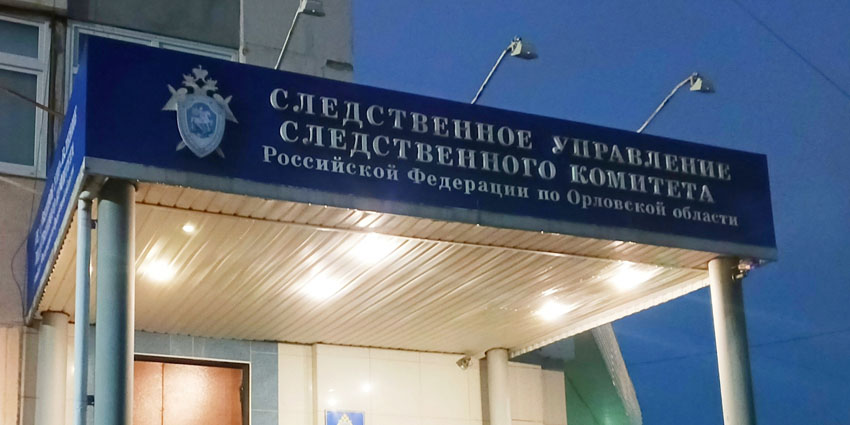 СЛЕДСТВЕННОЕ УПРАВЛЕНИЕ
СЛЕДСТВЕННОГО КОМИТЕТА
Российской Федерации по Орловской области